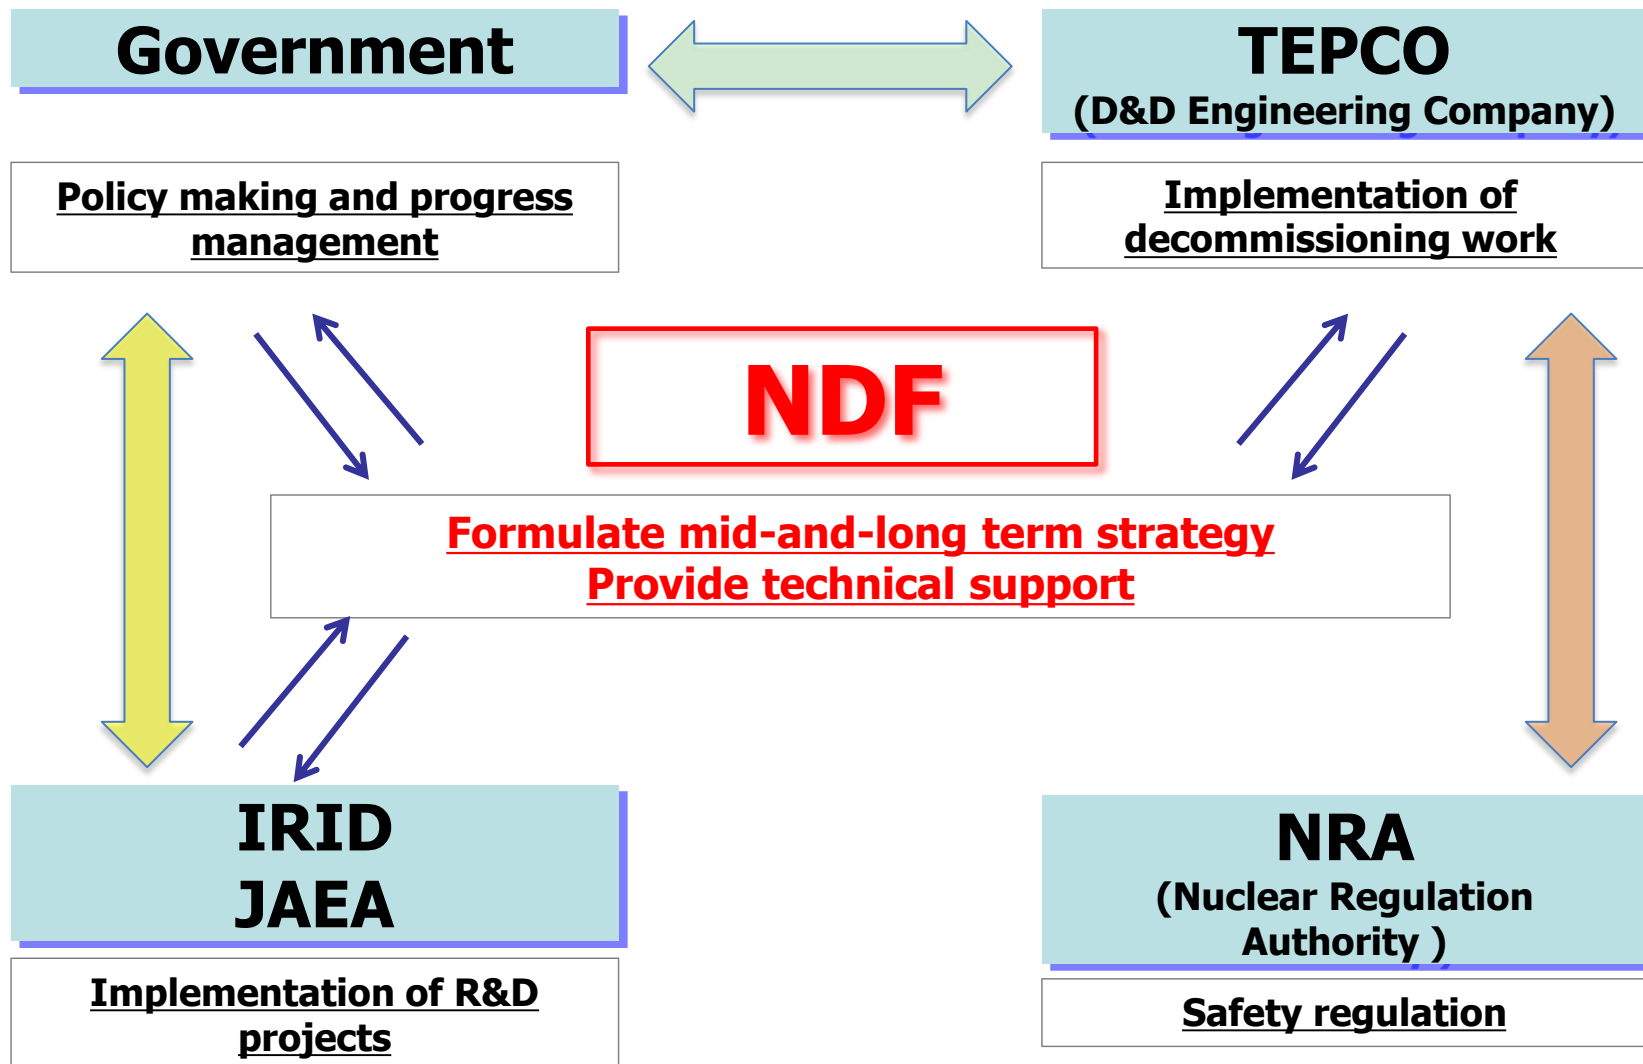 Government
TEPCO
(D&D Engineering Company)
Policy making and progress
management
Implementation of
decommissioning work
NDF
Formulate mid-and-long term strategy
Provide technical support
IRID
JAEA
NRA
(Nuclear Regulation
Authority )
Implementation of R&D
projects
Safety regulation